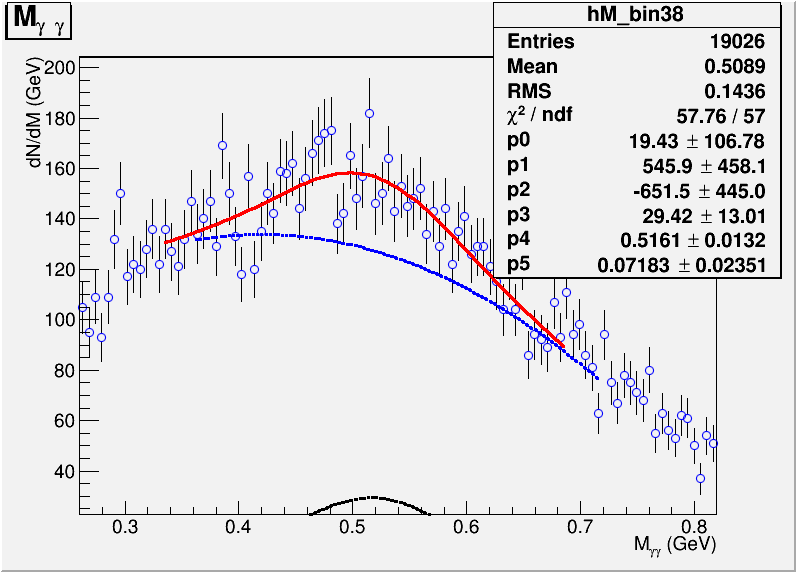 M_γ γ
hM_bin38
Entries 19026
Mean 0.5089
RMS 0.1436
χ² / ndf 57.76 / 57
p0 19.43 ± 106.78
p1 545.9 ± 458.1
p2 -651.5 ± 445.0
p3 29.42 ± 13.01
p4 0.5161 ± 0.0132
p5 0.07183 ± 0.02351
dN/dM (GeV)
200
180
160
140
120
100
80
60
40
0.3 0.4 0.5 0.6 0.7 0.8
M_γγ (GeV)